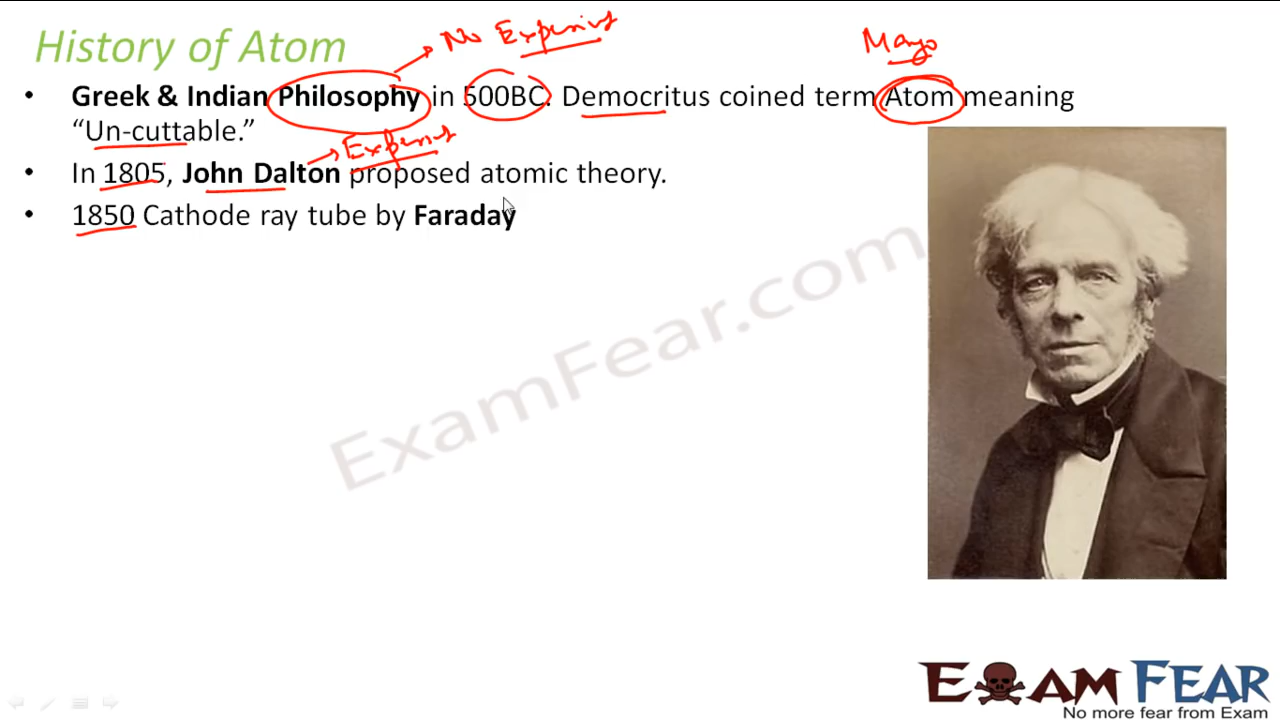 History of Atom
No Experiment
Mango
• Greek & Indian Philosophy in 500BC. Democritus coined term Atom meaning
“Un-cuttable.”
Experiment
• In 1805, John Dalton proposed atomic theory.
• 1850 Cathode ray tube by Faraday
ExamFear.com
EXAM FEAR
No more fear from Exam